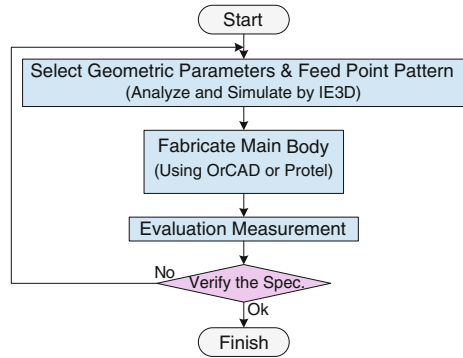 Start
Select Geometric Parameters & Feed Point Pattern
(Analyze and Simulate by IE3D)
Fabricate Main Body
(Using OrCAD or Protel)
Evaluation Measurement
No
Verify the Spec.
Ok
Finish